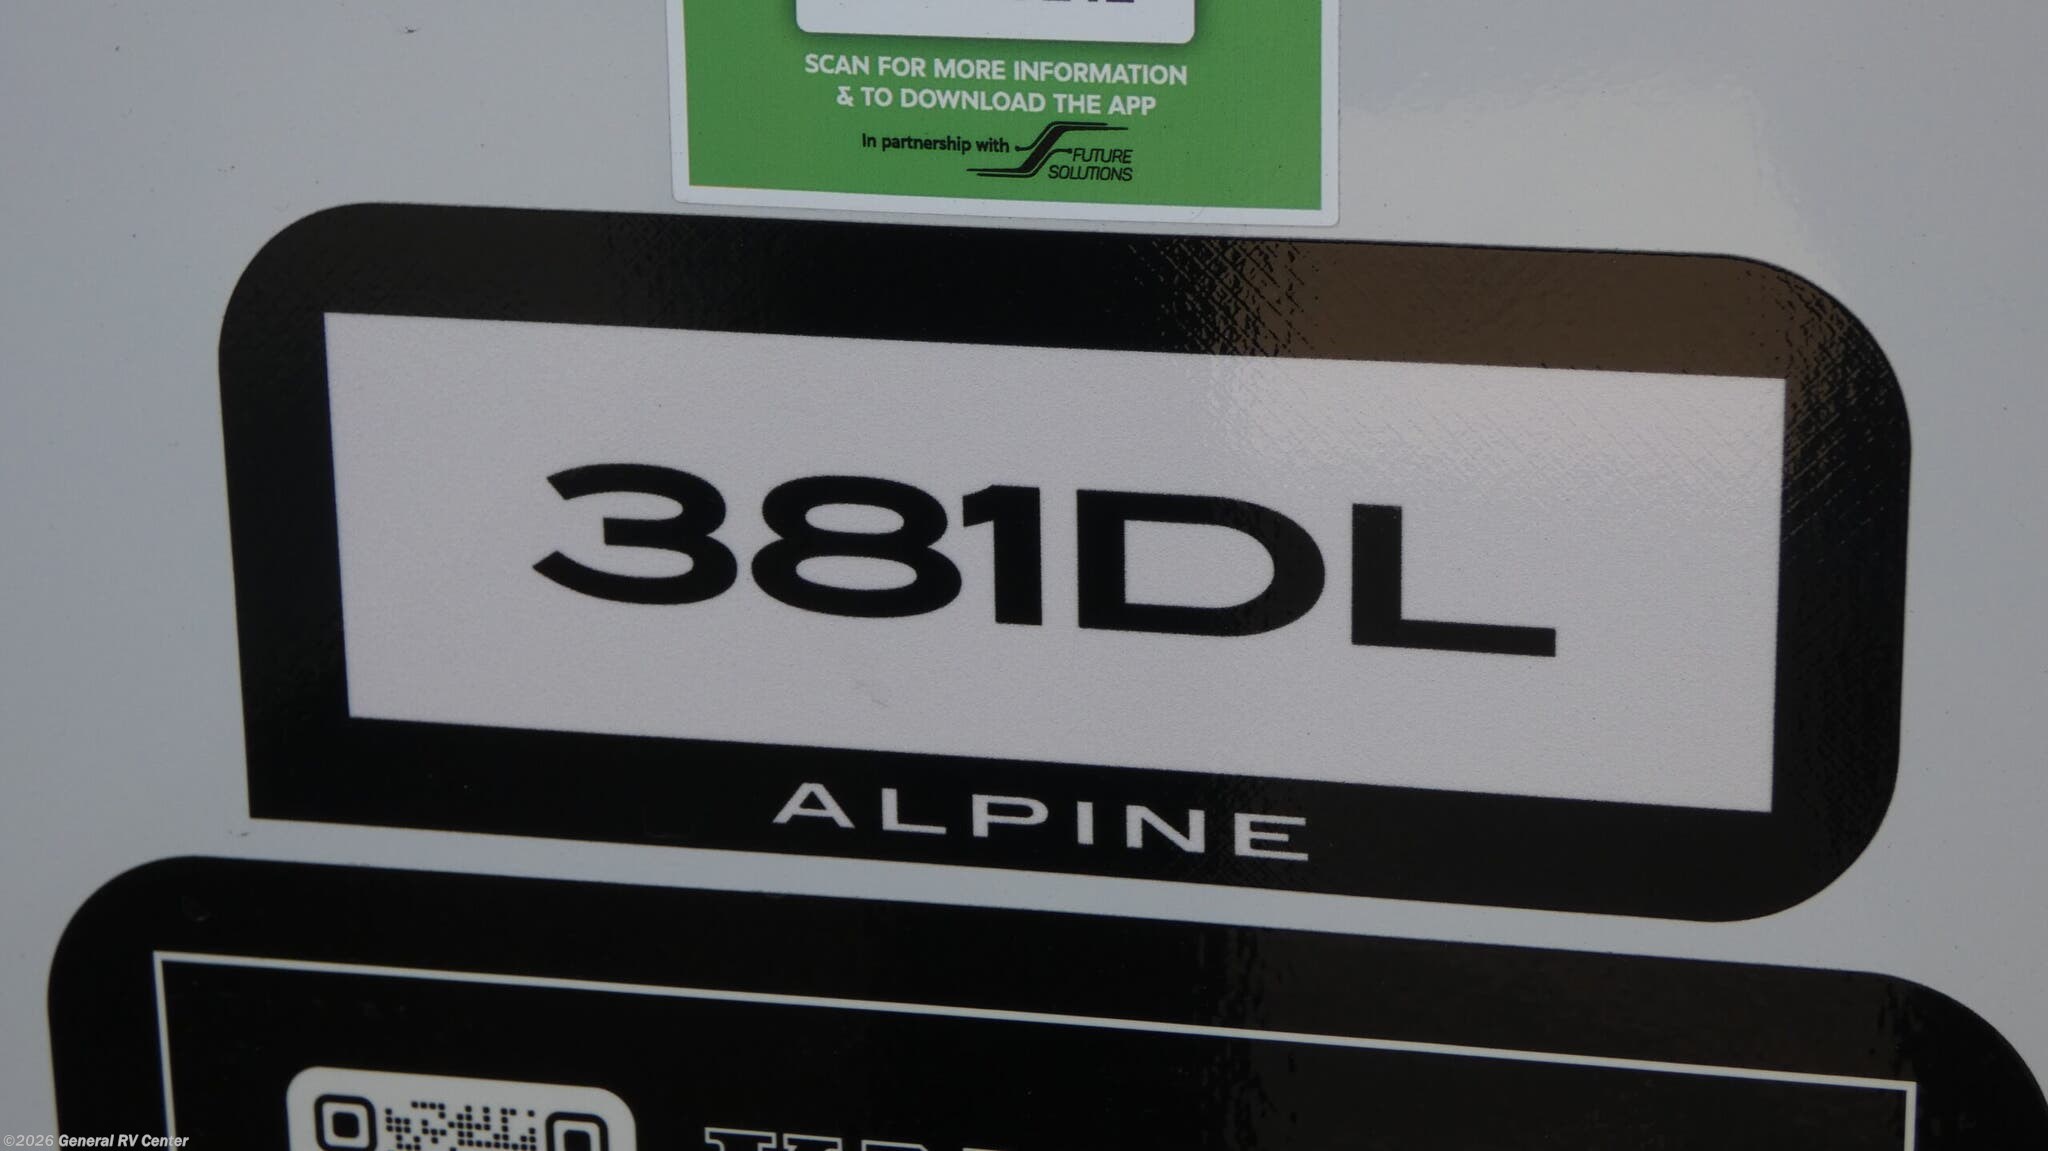 SCAN FOR MORE INFORMATION
& TO DOWNLOAD THE APP
In partnership with FUTURE SOLUTIONS
381DL
ALPINE
©2026 General RV Center